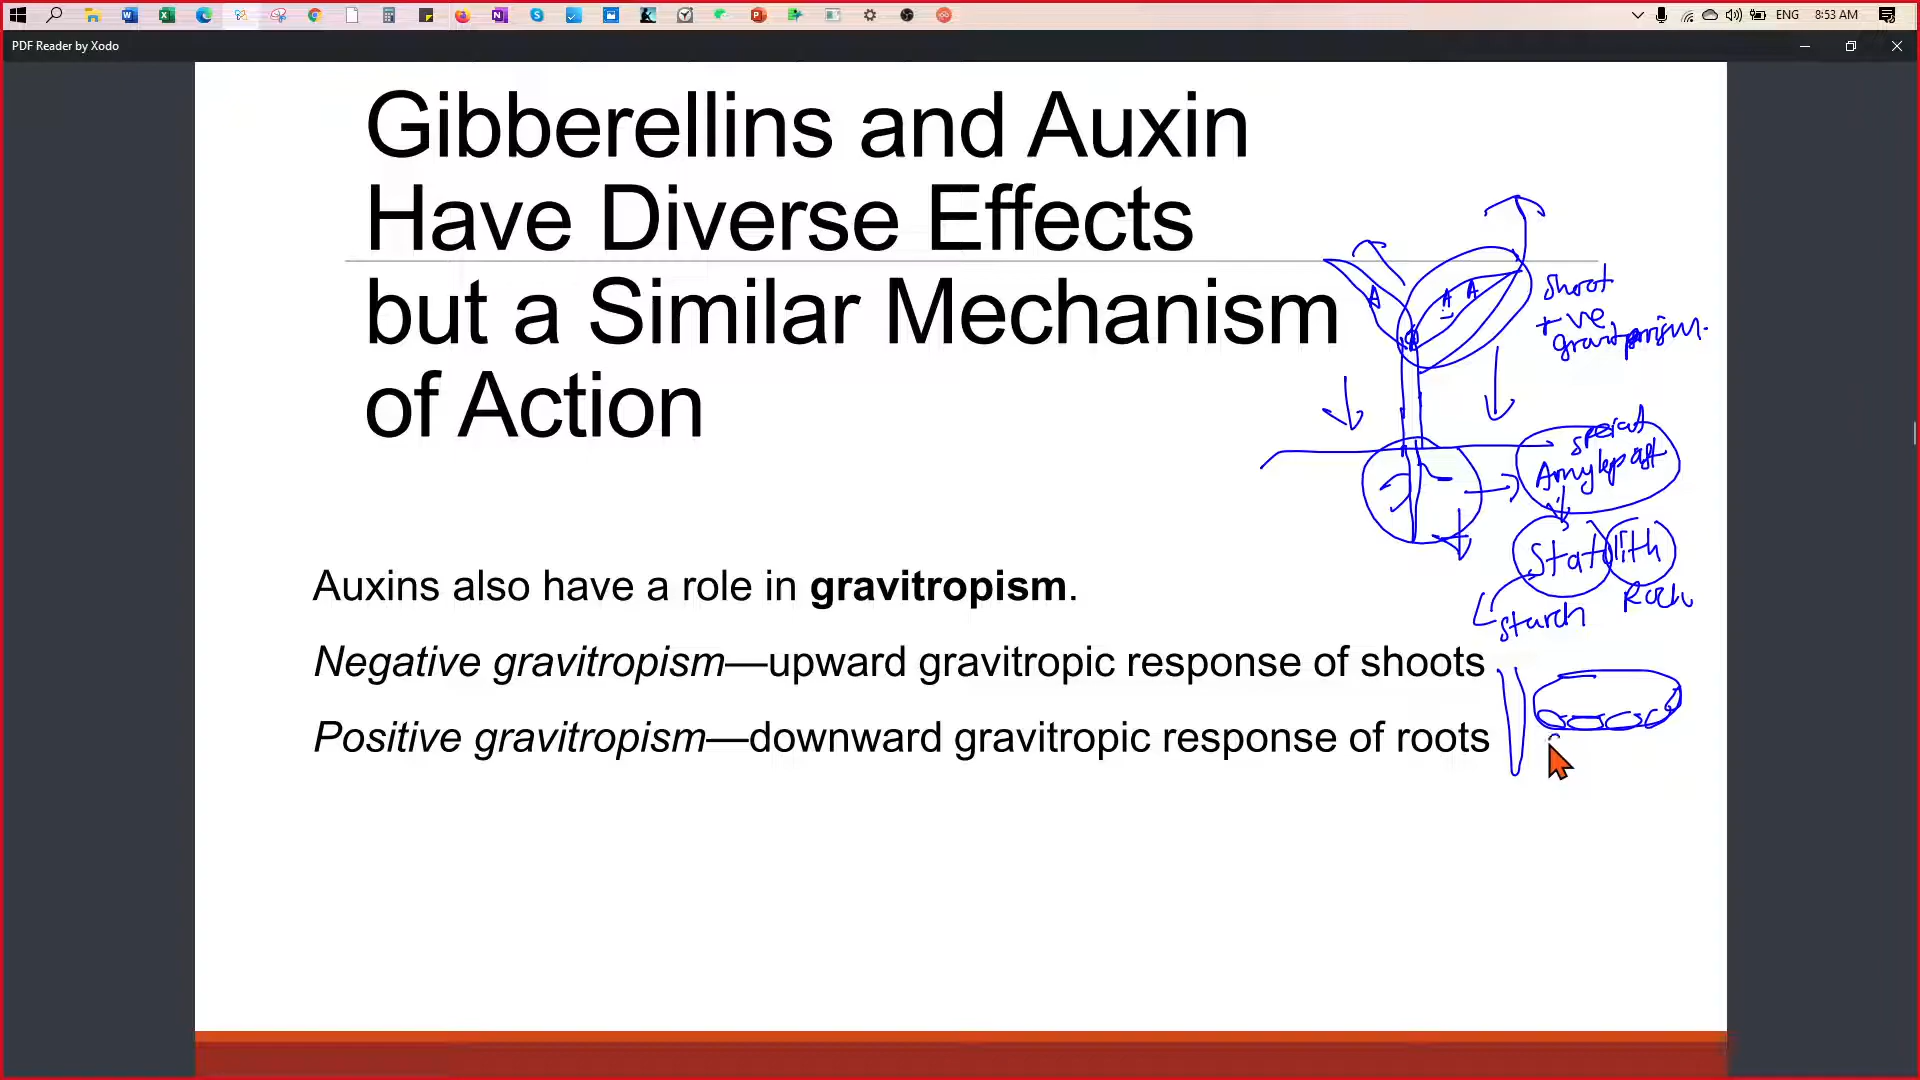 ENG 8:53 AM
PDF Reader by Xodo
Gibberellins and Auxin
Have Diverse Effects
but a Similar Mechanism
of Action
A
A A
shoot
+ ve
Auxins also have a role in gravitropism.
Negative gravitropism—upward gravitropic response of shoots
Positive gravitropism—downward gravitropic response of roots
Statolith
Rock
starch